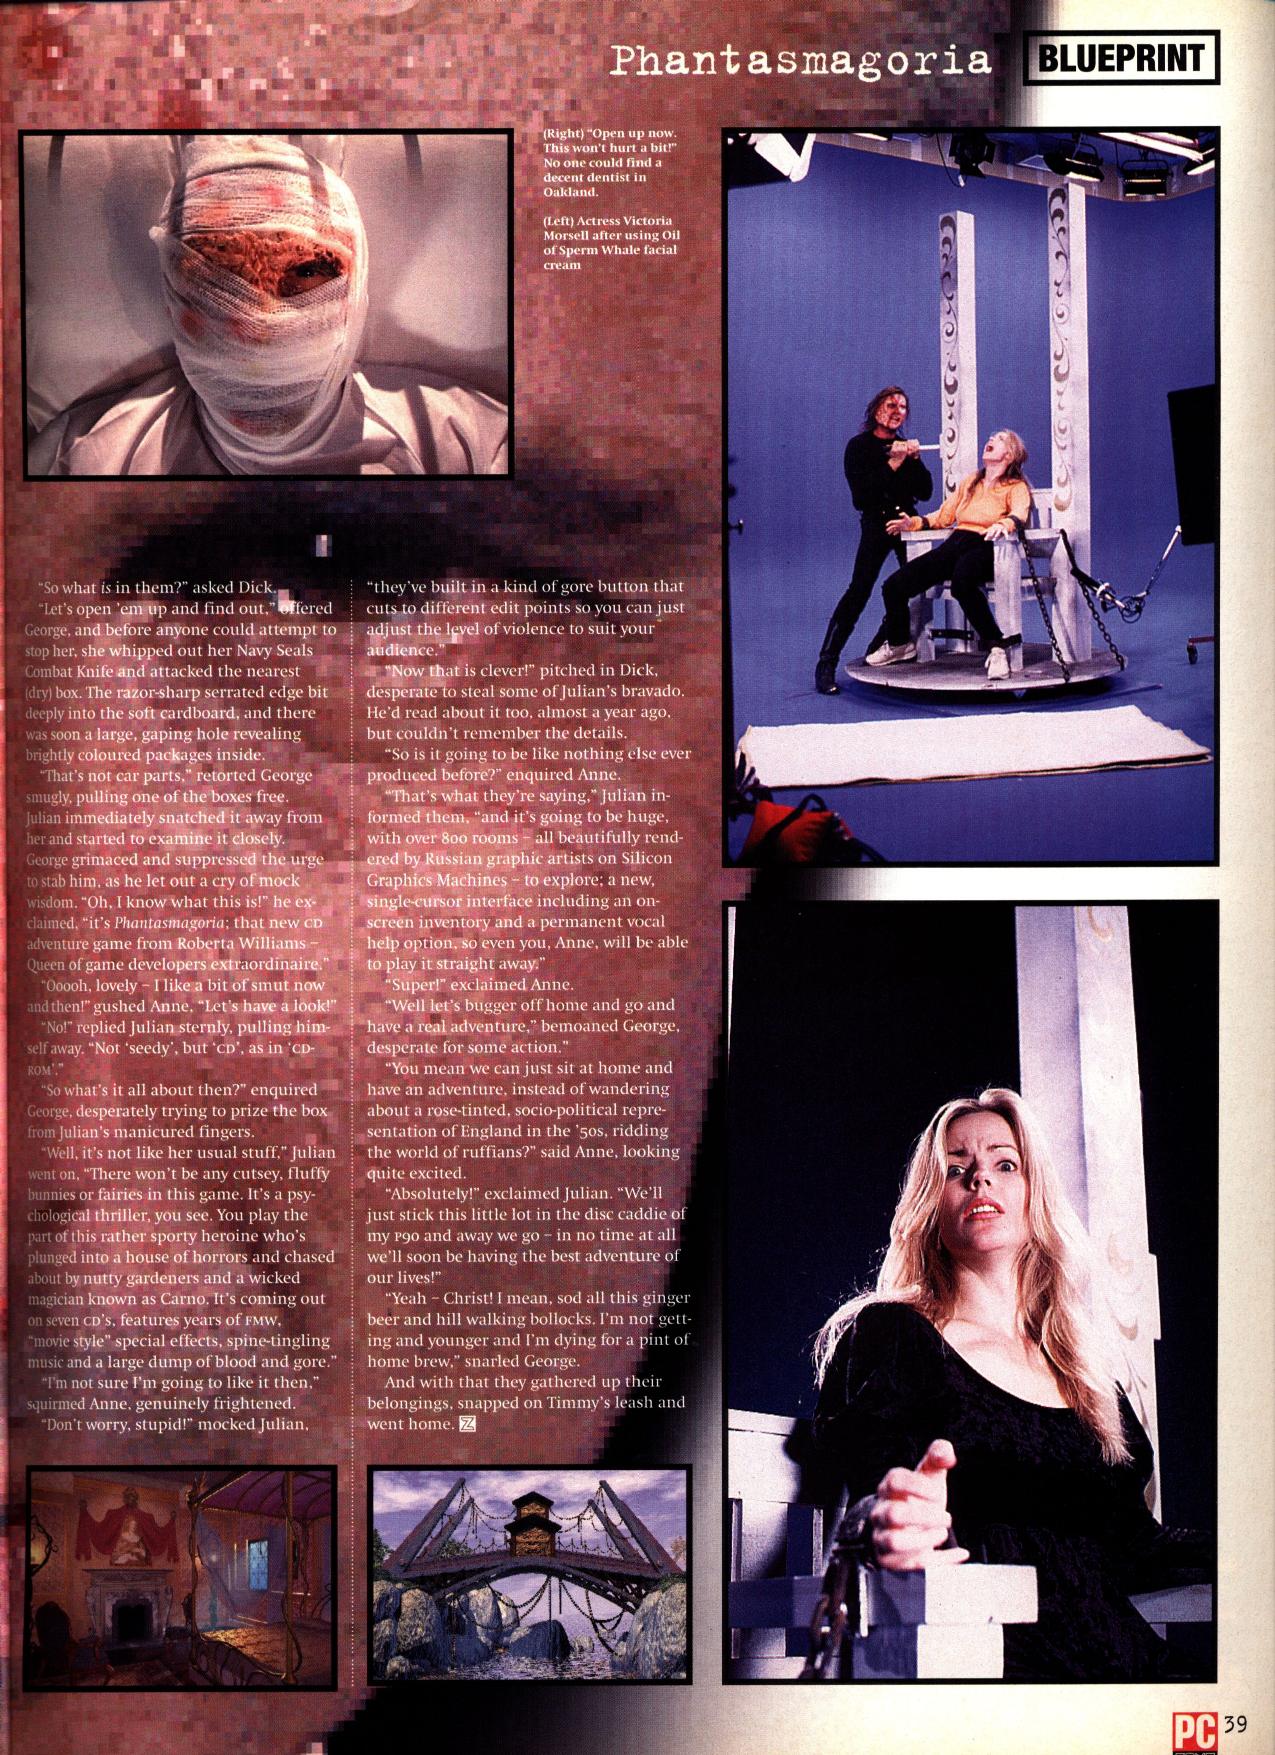 Phantasmagoria
BLUEPRINT
(Right) “Open up now.
This won’t hurt a bit!”
No one could find a
decent dentist in
Oakland.
(Left) Actress Victoria
Morsell after using Oil
of Sperm Whale facial
cream
“So what is in them?” asked Dick.
“Let’s open ’em up and find out,” offered
George, and before anyone could attempt to
stop her, she whipped out her Navy Seals
Combat Knife and attacked the nearest
(dry) box. The razor-sharp serrated edge bit
deeply into the soft cardboard, and there
was soon a large, gaping hole revealing
brightly coloured packages inside.
“That’s not car parts,” retorted George
smugly, pulling one of the boxes free.
Julian immediately snatched it away from
her and started to examine it closely.
George grimaced and suppressed the urge
to stab him, as he let out a cry of mock
wisdom. “Oh, I know what this is!” he ex-
claimed, “it’s Phantasmagoria; that new CD
adventure game from Roberta Williams –
Queen of game developers extraordinaire.”
“Ooooh, lovely – I like a bit of smut now
and then!” gushed Anne, “Let’s have a look!”
“No!” replied Julian sternly, pulling him-
self away. “Not ‘seedy’, but ‘CD’, as in ‘CD-
ROM’.”
“So what’s it all about then?” enquired
George, desperately trying to prize the box
from Julian’s manicured fingers.
“Well, it’s not like her usual stuff,” Julian
went on, “There won’t be any cutsey, fluffy
bunnies or fairies in this game. It’s a psy-
chological thriller, you see. You play the
part of this rather sporty heroine who’s
plunged into a house of horrors and chased
about by nutty gardeners and a wicked
magician known as Carno. It’s coming out
on seven CD’s, features years of FMW,
“movie style” special effects, spine-tingling
music and a large dump of blood and gore.”
“I’m not sure I’m going to like it then,”
squirmed Anne, genuinely frightened.
“Don’t worry, stupid!” mocked Julian,
“they’ve built in a kind of gore button that
cuts to different edit points so you can just
adjust the level of violence to suit your
audience.”
“Now that is clever!” pitched in Dick,
desperate to steal some of Julian’s bravado.
He’d read about it too, almost a year ago,
but couldn’t remember the details.
“So is it going to be like nothing else ever
produced before?” enquired Anne.
“That’s what they’re saying,” Julian in-
formed them, “and it’s going to be huge,
with over 800 rooms – all beautifully rend-
ered by Russian graphic artists on Silicon
Graphics Machines – to explore; a new,
single-cursor interface including an on-
screen inventory and a permanent vocal
help option, so even you, Anne, will be able
to play it straight away.”
“Super!” exclaimed Anne.
“Well let’s bugger off home and go and
have a real adventure,” bemoaned George,
desperate for some action.”
“You mean we can just sit at home and
have an adventure, instead of wandering
about a rose-tinted, socio-political repre-
sentation of England in the ’50s, ridding
the world of ruffians?” said Anne, looking
quite excited.
“Absolutely!” exclaimed Julian. “We’ll
just stick this little lot in the disc caddie of
my P90 and away we go – in no time at all
we’ll soon be having the best adventure of
our lives!”
“Yeah – Christ! I mean, sod all this ginger
beer and hill walking bollocks. I’m not gett-
ing and younger and I’m dying for a pint of
home brew,” snarled George.
And with that they gathered up their
belongings, snapped on Timmy’s leash and
went home. Z
PC 39